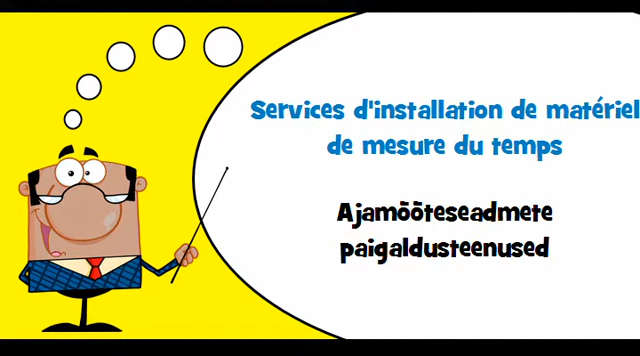 Services d'installation de matériel
de mesure du temps
Ajamõõteseadmete
paigaldusteenused